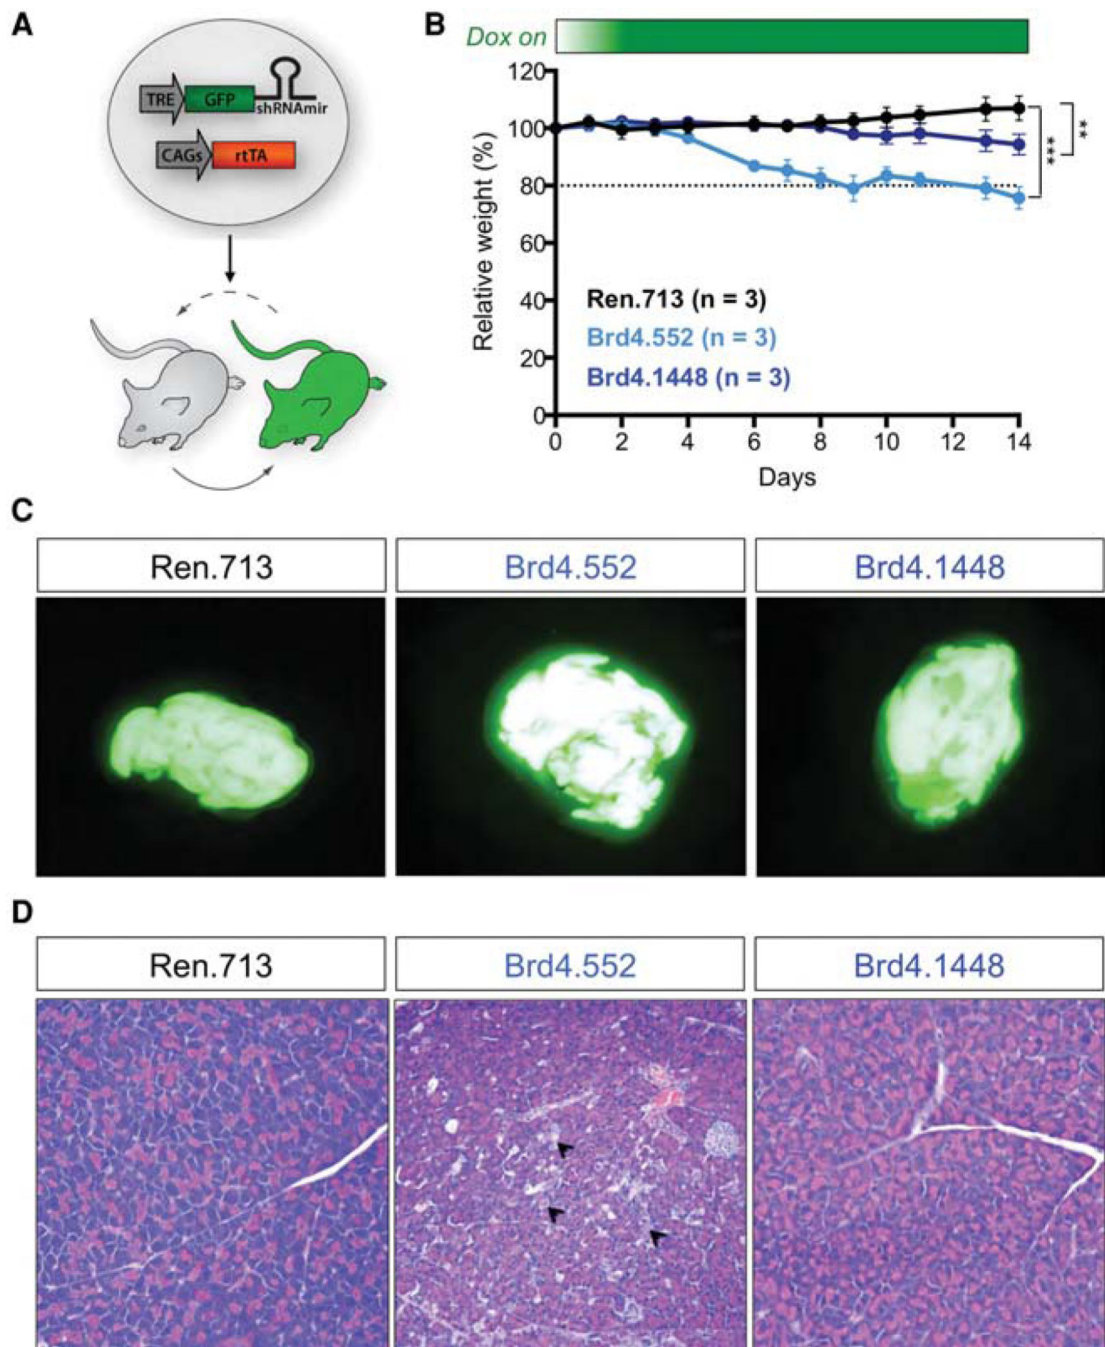 A
TRE
GFP
shRNAmir
CAGs
rtTA
B
Dox on
120
100
80
60
40
20
0
Relative weight (%)
**
***
Ren.713 (n = 3)
Brd4.552 (n = 3)
Brd4.1448 (n = 3)
0 2 4 6 8 10 12 14
Days
C
Ren.713 Brd4.552 Brd4.1448
D
Ren.713 Brd4.552 Brd4.1448